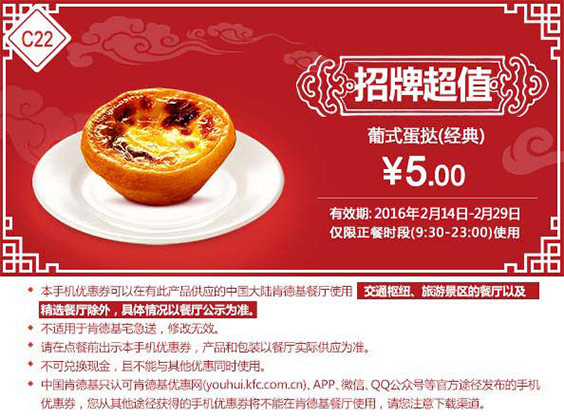 C22
招牌超值
葡式蛋挞(经典)
¥5.00
有效期: 2016年2月14日-2月29日
仅限正餐时段(9:30-23:00)使用
本手机优惠券可以在有此产品供应的中国大陆肯德基餐厅使用 交通枢纽、旅游景区的餐厅以及
精选餐厅除外，具体情况以餐厅公示为准。
不适用于肯德基宅急送，修改无效。
请在点餐前出示本手机优惠券，产品和包装以餐厅实际供应为准。
不可兑换现金，且不能与其他优惠同时使用。
中国肯德基只认可肯德基优惠网(youhui.kfc.com.cn)、APP、微信、QQ公众号等官方途径发布的手机
优惠券，您从其他途径获得的手机优惠券将不能在肯德基餐厅使用，请您注意下载渠道。